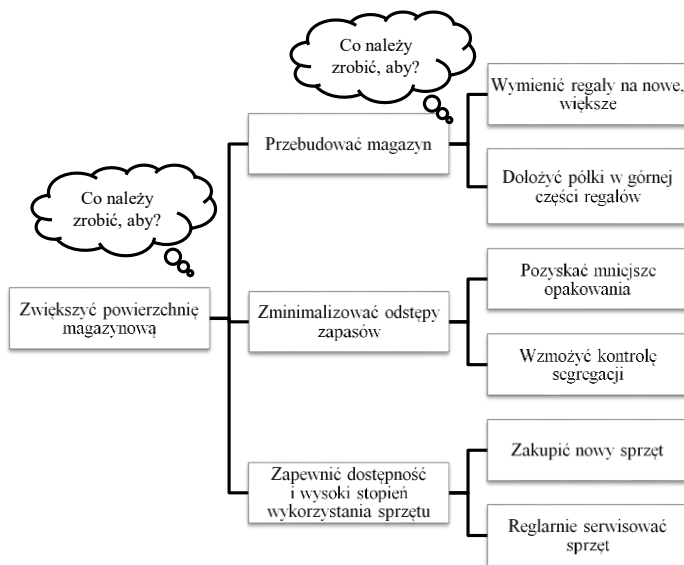 Co należy
zrobić, aby?
Wymienić regały na nowe,
większe
Przebudować magazyn
Dołożyć półki w górnej
części regałów
Co należy
zrobić, aby?
Pozyskać mniejsze
opakowania
Zwiększyć powierzchnię
magazynową
Zminimalizować odstępy
zapasów
Wzmożyć kontrolę
segregacji
Zakupić nowy sprzęt
Zapewnić dostępność
i wysoki stopień
wykorzystania sprzętu
Reglarnie serwisować
sprzęt